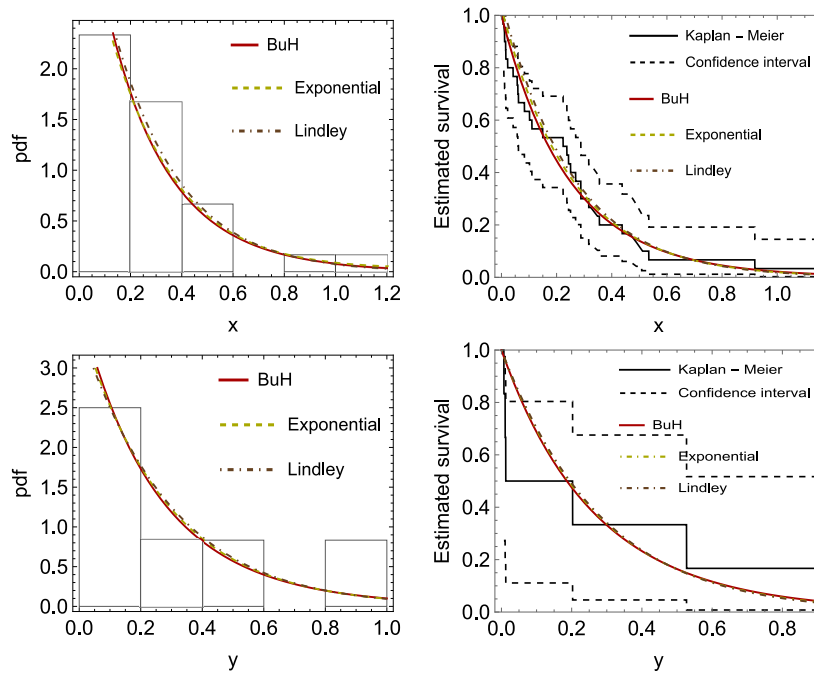 BuH
Exponential
Lindley
pdf
2.0
1.5
1.0
0.5
0.0
0.0 0.2 0.4 0.6 0.8 1.0 1.2
x
Kaplan − Meier
Confidence interval
BuH
Exponential
Lindley
Estimated survival
1.0
0.8
0.6
0.4
0.2
0.0
0.0 0.2 0.4 0.6 0.8 1.0
x
BuH
Exponential
Lindley
pdf
3.0
2.5
2.0
1.5
1.0
0.5
0.0
0.0 0.2 0.4 0.6 0.8 1.0
y
Kaplan − Meier
Confidence interval
BuH
Exponential
Lindley
Estimated survival
1.0
0.8
0.6
0.4
0.2
0.0
0.0 0.2 0.4 0.6 0.8
y